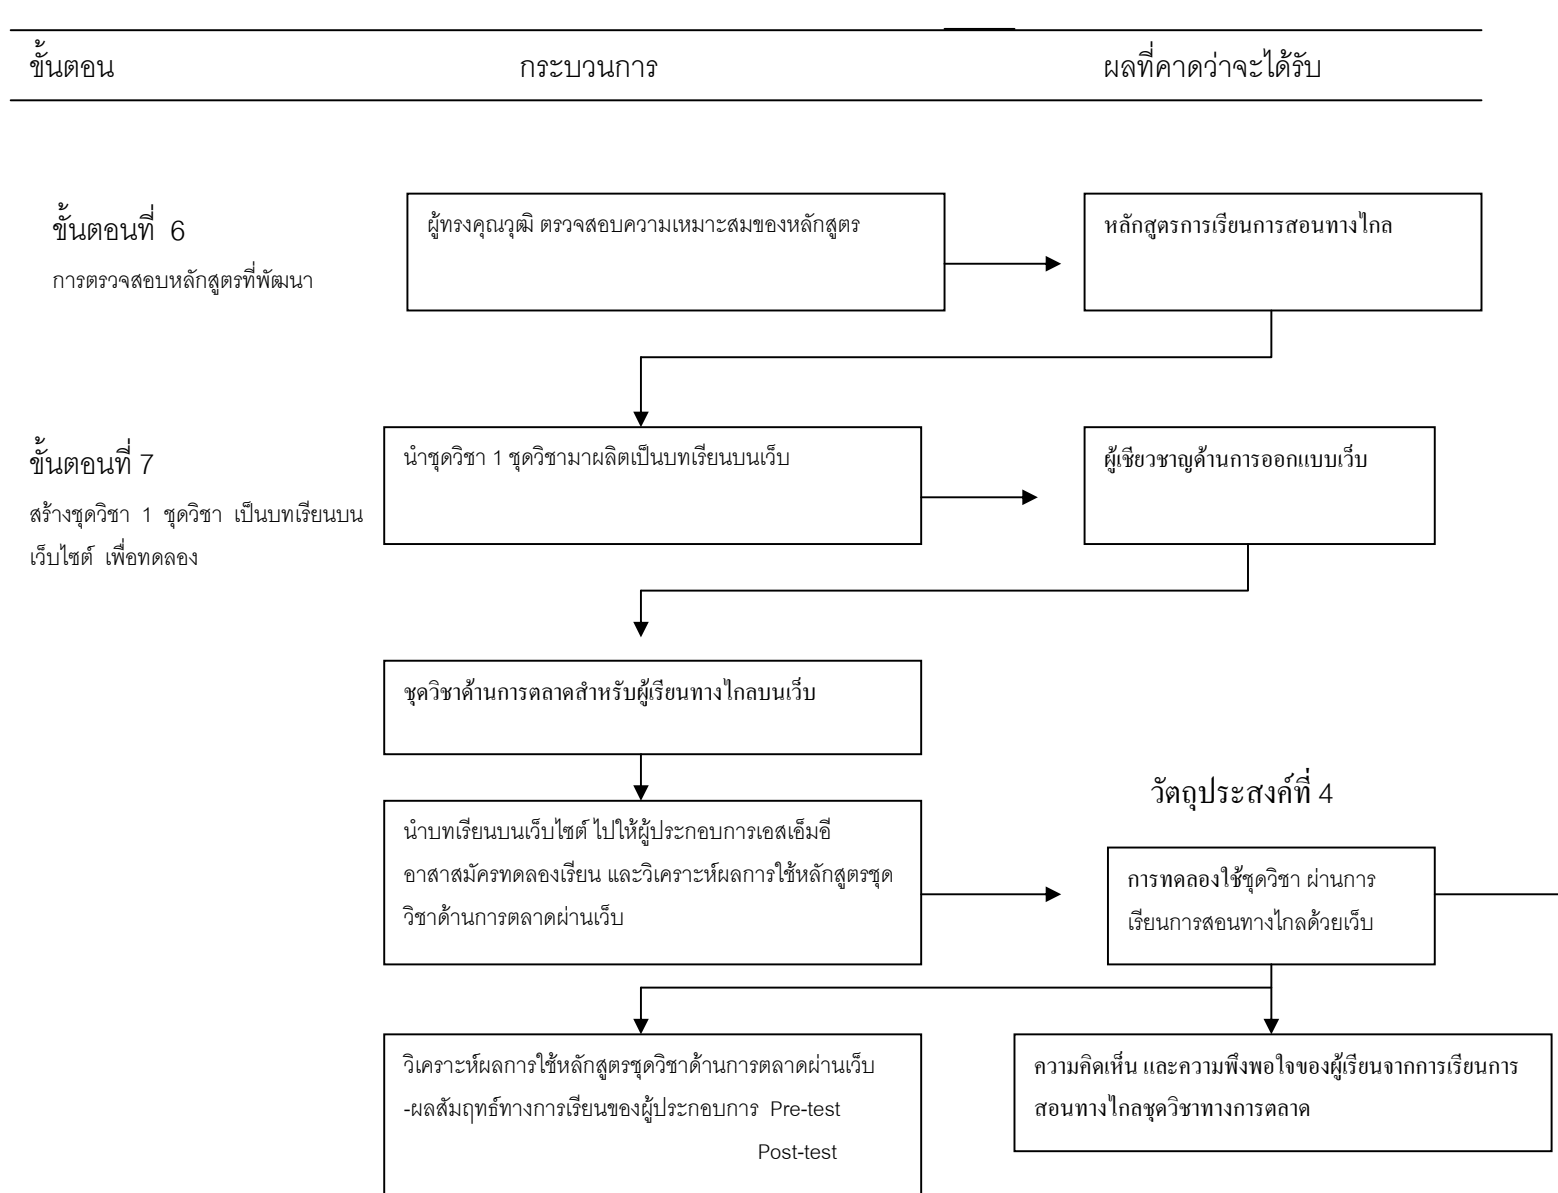 ขั้นตอน กระบวนการ ผลที่คาดว่าจะได้รับ
ขั้นตอนที่ 6
การตรวจสอบหลักสูตรที่พัฒนา
ผู้ทรงคุณวุฒิ ตรวจสอบความเหมาะสมของหลักสูตร
หลักสูตรการเรียนการสอนทางไกล
ขั้นตอนที่ 7
สร้างชุดวิชา 1 ชุดวิชา เป็นบทเรียนบน
เว็บไซต์ เพื่อทดลอง
นำชุดวิชา 1 ชุดวิชามาผลิตเป็นบทเรียนบนเว็บ
ผู้เชียวชาญด้านการออกแบบเว็บ
ชุดวิชาด้านการตลาดสำหรับผู้เรียนทางไกลบนเว็บ
วัตถุประสงค์ที่ 4
นำบทเรียนบนเว็บไซต์ ไปให้ผู้ประกอบการเอสเอ็มอี
อาสาสมัครทดลองเรียน และวิเคราะห์ผลการใช้หลักสูตรชุด
วิชาด้านการตลาดผ่านเว็บ
การทดลองใช้ชุดวิชา ผ่านการ
เรียนการสอนทางไกลด้วยเว็บ
วิเคราะห์ผลการใช้หลักสูตรชุดวิชาด้านการตลาดผ่านเว็บ
-ผลสัมฤทธ์ทางการเรียนของผู้ประกอบการ Pre-test
Post-test
ความคิดเห็น และความพึงพอใจของผู้เรียนจากการเรียนการ
สอนทางไกลชุดวิชาทางการตลาด